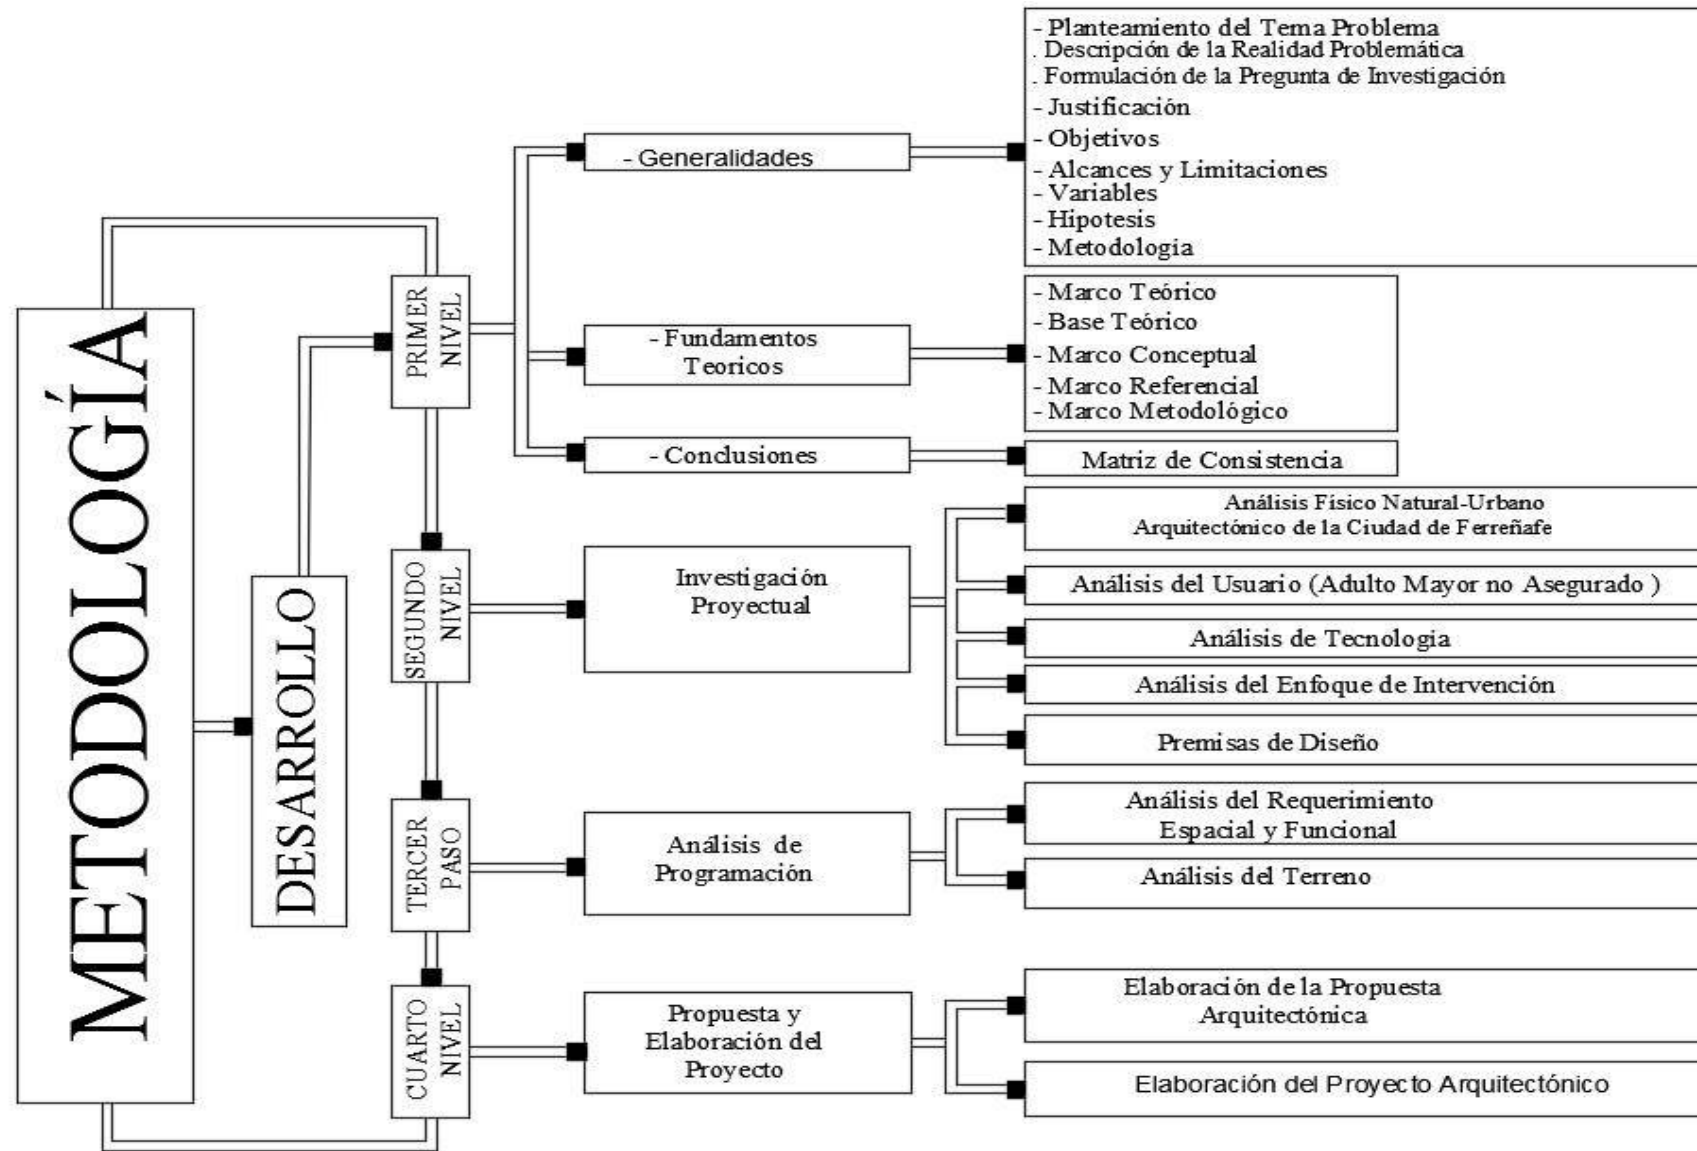 METODOLOGÍA
DESARROLLO
PRIMER
NIVEL
- Generalidades
- Planteamiento del Tema Problema
. Descripción de la Realidad Problemática
. Formulación de la Pregunta de Investigación
- Justificación
- Objetivos
- Alcances y Limitaciones
- Variables
- Hipotesis
- Metodologia
- Fundamentos
Teoricos
- Marco Teórico
- Base Teórico
- Marco Conceptual
- Marco Referencial
- Marco Metodológico
- Conclusiones
Matriz de Consistencia
SEGUNDO
NIVEL
Investigación
Proyectual
Análisis Físico Natural-Urbano
Arquitectónico de la Ciudad de Ferreñafe
Análisis del Usuario (Adulto Mayor no Asegurado )
Análisis de Tecnologia
Análisis del Enfoque de Intervención
Premisas de Diseño
TERCER
PASO
Análisis de
Programación
Análisis del Requerimiento
Espacial y Funcional
Análisis del Terreno
CUARTO
NIVEL
Propuesta y
Elaboración del
Proyecto
Elaboración de la Propuesta
Arquitectónica
Elaboración del Proyecto Arquitectónico